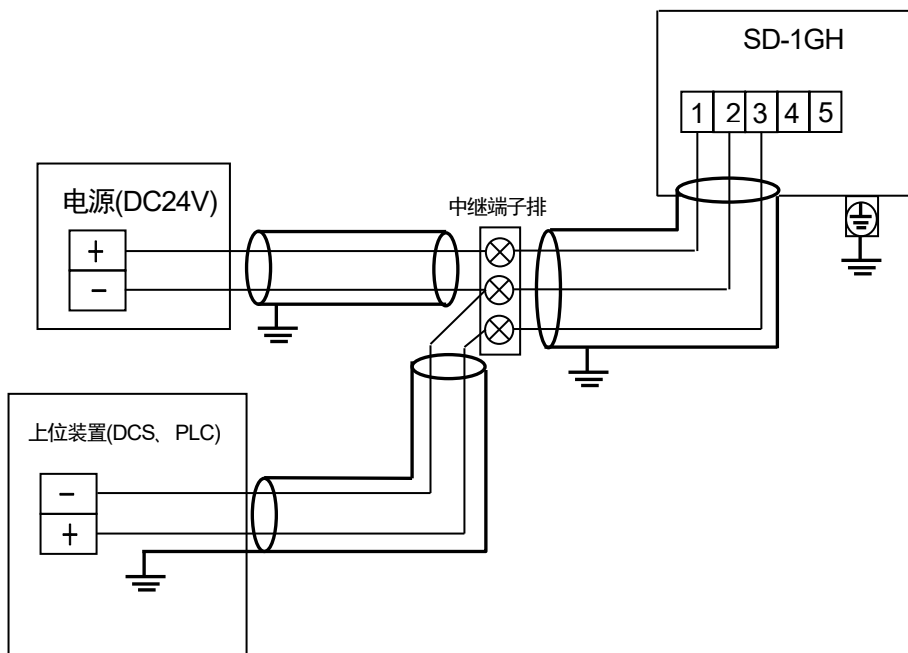 SD-1GH
1 2 3 4 5
电源(DC24V)
+
−
中继端子排
上位装置(DCS、 PLC)
−
+